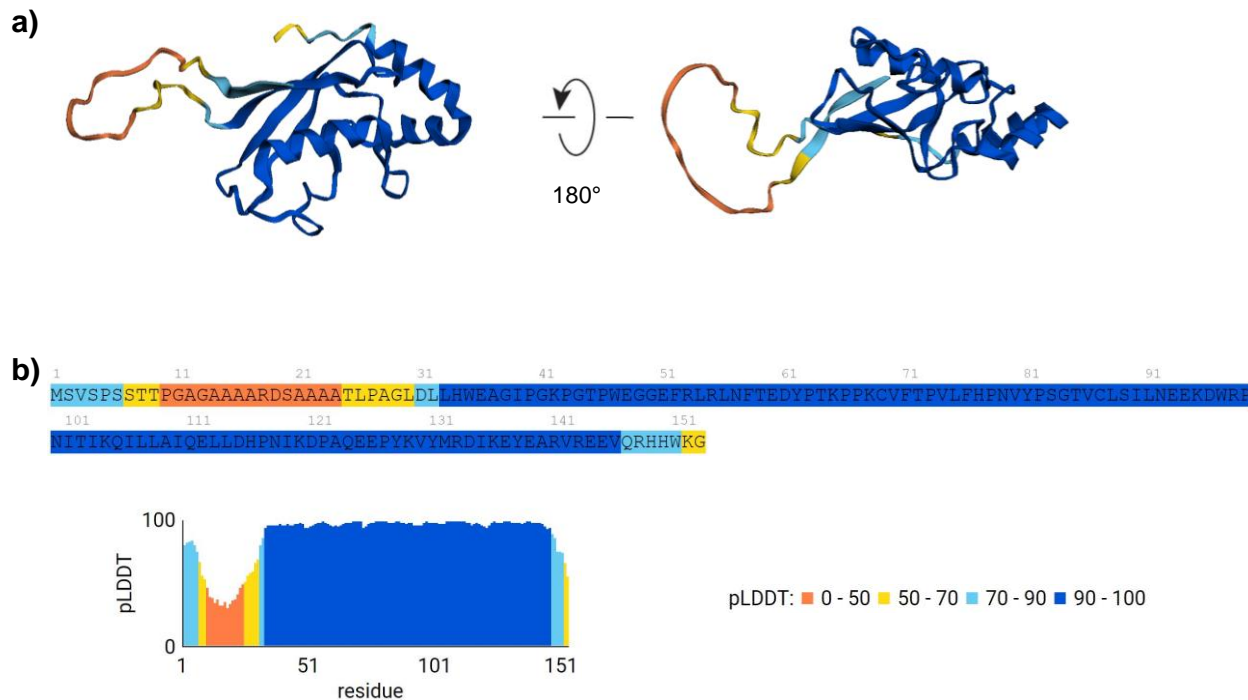 a)
180°
b)
1 11 21 31 41 51 61 71 81 91
MSVSPSSTTPGAGAAAARDSAAAATLPAGLDLLHWEAGIPGKPGTPWEGGEFRLRLNFTEDYPTKPPKCVFTPVLFHPNVYPSGTVCLSILNEEKDWRP
101 111 121 131 141 151
NITIKQILLAIQELLDHPNIKDPAQEEPYKVYMRDIKEYEARVREEVQRHHWKG
100
pLDDT
0
1 51 101 151
residue
pLDDT: 0 - 50 50 - 70 70 - 90 90 - 100